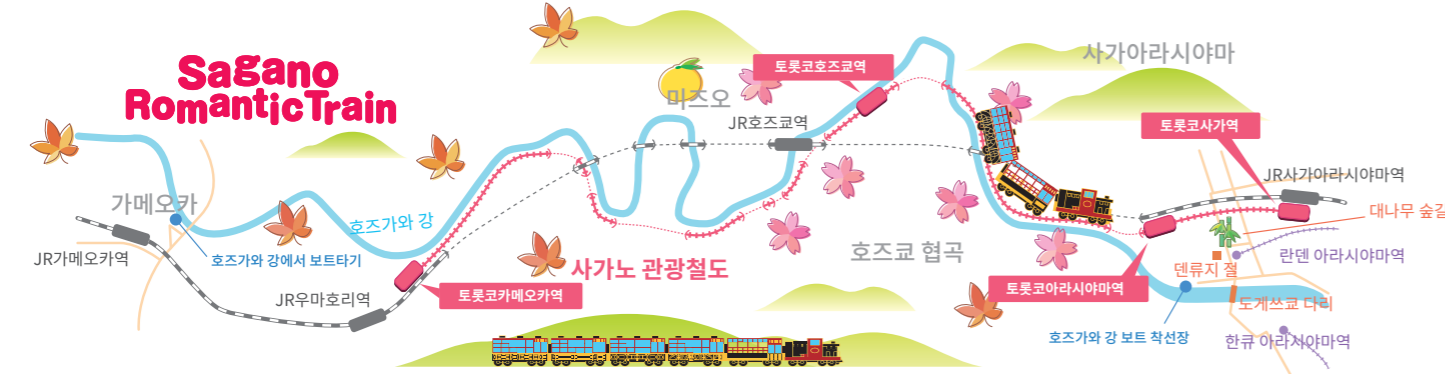 Sagano
Romantic Train
사가아라시야마
토롯코호즈쿄역
미즈오
JR호즈쿄역
토롯코사가역
JR사가아라시야마역
가메오카
대나무 숲길
호즈가와 강
JR가메오카역
호즈가와 강에서 보트타기
호즈쿄 협곡
란덴 아라시야마역
사가노 관광철도
덴류지 절
토롯코카메오카역
토롯코아라시야마역
JR우마호리역
도게쓰쿄 다리
호즈가와 강 보트 착선장
한큐 아라시야마역